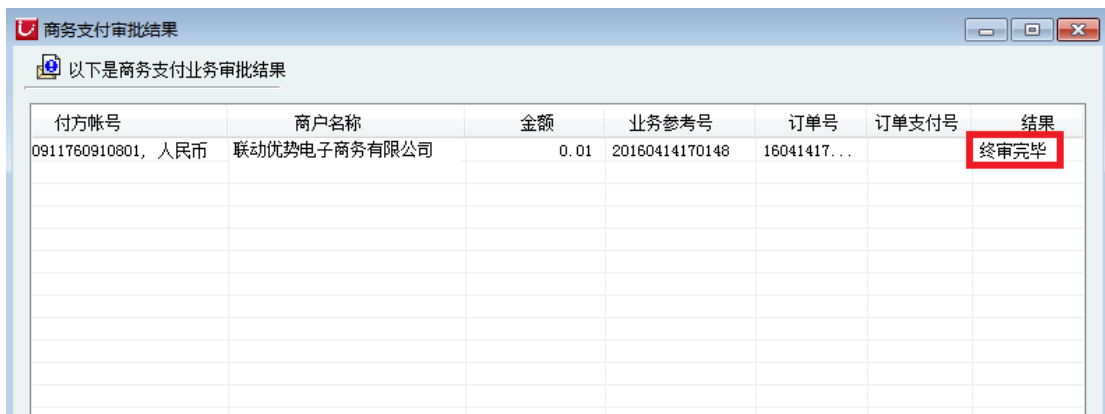 商务支付审批结果
以下是商务支付业务审批结果
付方帐号 商户名称 金额 业务参考号 订单号 订单支付号 结果
0911760910801, 人民币 联动优势电子商务有限公司 0.01 20160414170148 16041417... 终审完毕